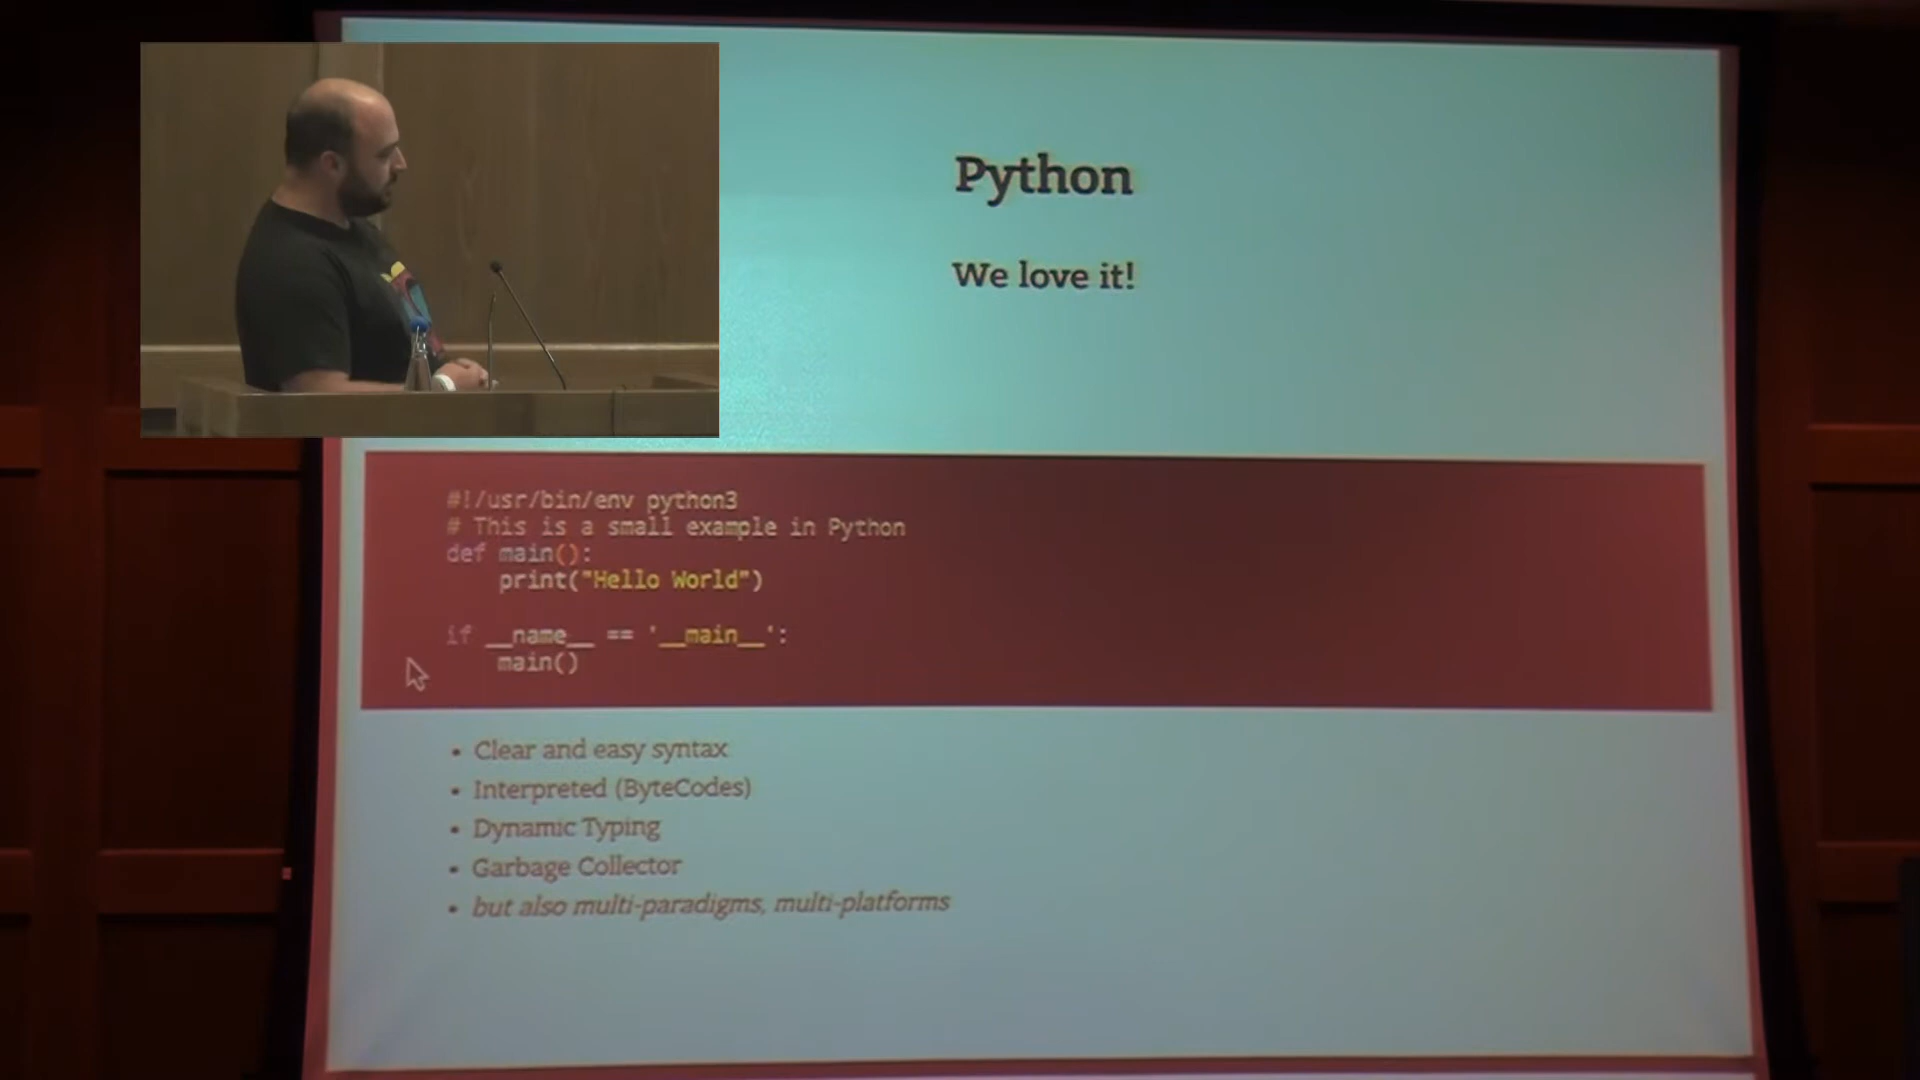 Python
We love it!
#!/usr/bin/env python3
# This is a small example in Python
def main():
    print("Hello World")
if __name__ == '__main__':
    main()
• Clear and easy syntax
• Interpreted (ByteCodes)
• Dynamic Typing
• Garbage Collector
• but also multi-paradigms, multi-platforms